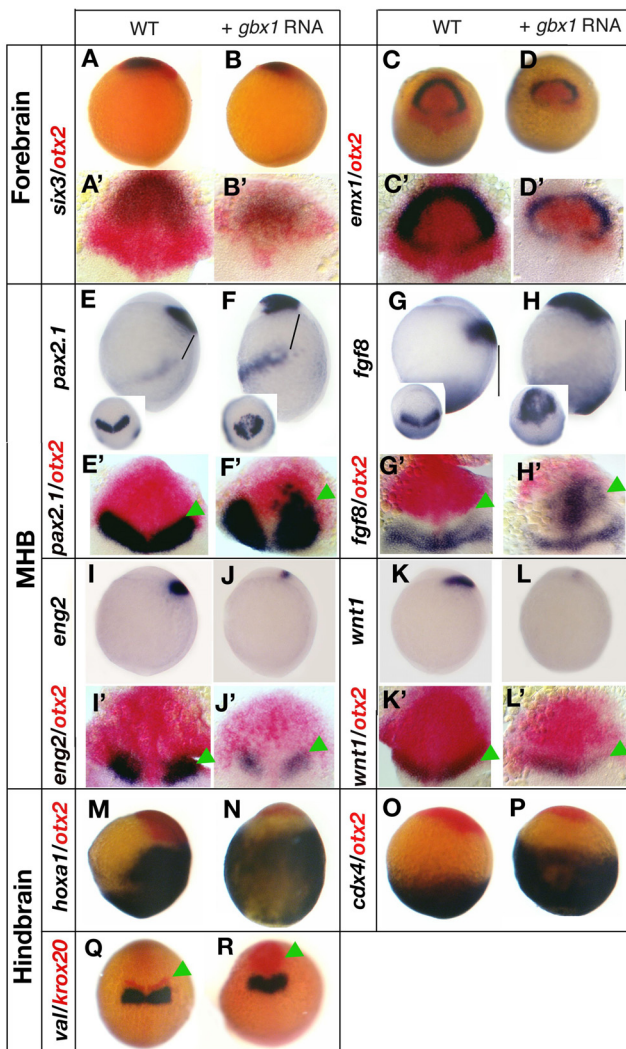 WT
+ gbx1 RNA
WT
+ gbx1 RNA
Forebrain
six3/otx2
A
B
A'
B'
emx1/otx2
C
D
C'
D'
MHB
pax2.1
E
F
pax2.1/otx2
E'
F'
fgf8
G
H
fgf8/otx2
G'
H'
eng2
I
J
eng2/otx2
I'
J'
wnt1
K
L
wnt1/otx2
K'
L'
Hindbrain
hoxa1/otx2
M
N
cdx4/otx2
O
P
val/krox20
Q
R